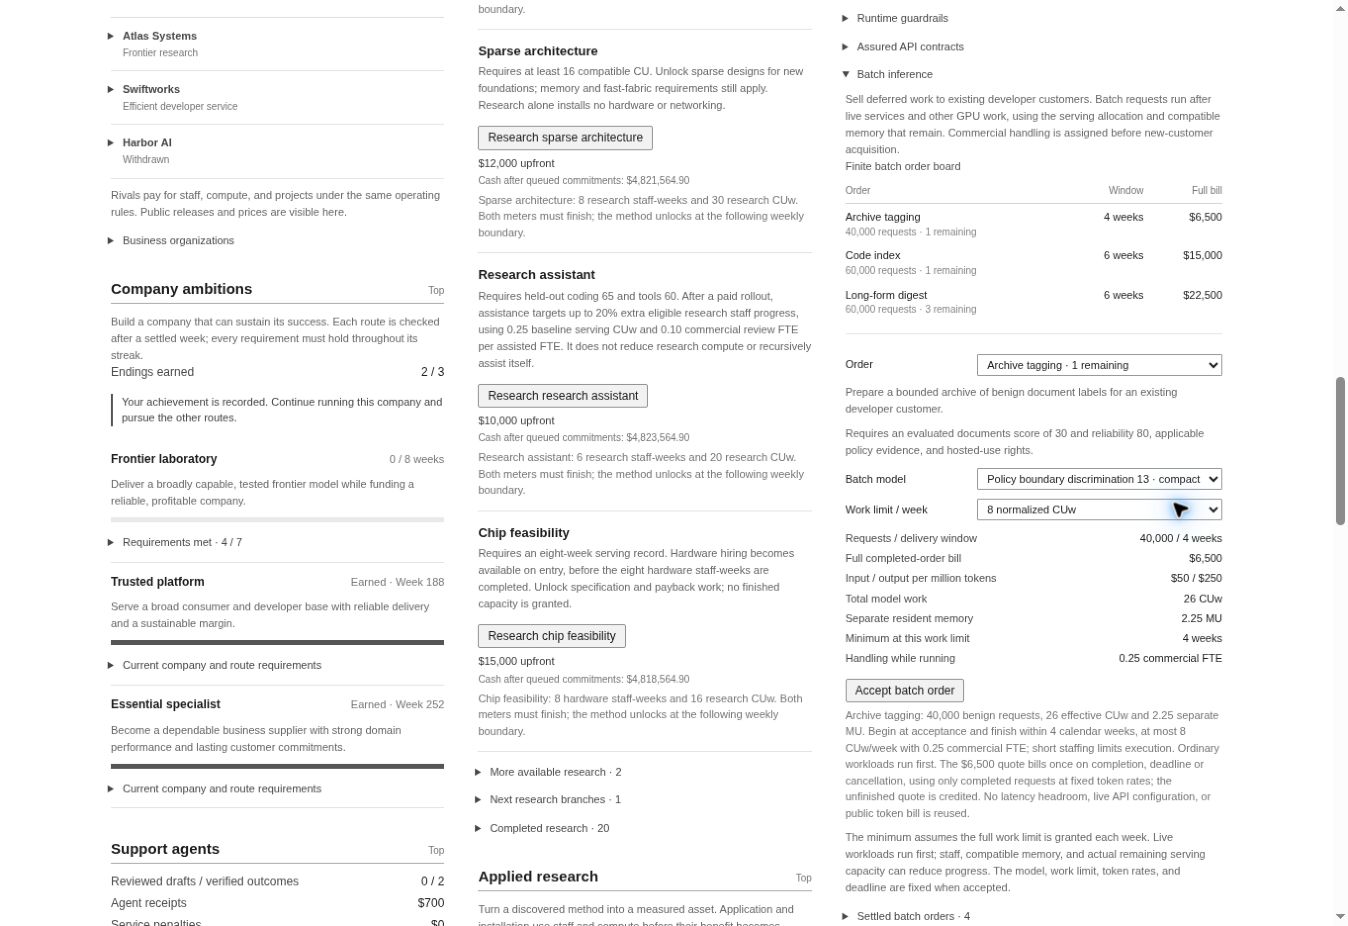 Atlas Systems
Frontier research
Swiftworks
Efficient developer service
Harbor AI
Withdrawn
Rivals pay for staff, compute, and projects under the same operating
rules. Public releases and prices are visible here.
Business organizations
Company ambitions
Top
Build a company that can sustain its success. Each route is checked
after a settled week; every requirement must hold throughout its
streak.
Endings earned
2 / 3
Your achievement is recorded. Continue running this company and
pursue the other routes.
Frontier laboratory
0 / 8 weeks
Deliver a broadly capable, tested frontier model while funding a
reliable, profitable company.
Requirements met · 4 / 7
Trusted platform
Earned · Week 188
Serve a broad consumer and developer base with reliable delivery
and a sustainable margin.
Current company and route requirements
Essential specialist
Earned · Week 252
Become a dependable business supplier with strong domain
performance and lasting customer commitments.
Current company and route requirements
Support agents
Top
Reviewed drafts / verified outcomes
0 / 2
Agent receipts
$700
Service penalties
$0
boundary.
Sparse architecture
Requires at least 16 compatible CU. Unlock sparse designs for new
foundations; memory and fast-fabric requirements still apply.
Research alone installs no hardware or networking.
Research sparse architecture
$12,000 upfront
Cash after queued commitments: $4,821,564.90
Sparse architecture: 8 research staff-weeks and 30 research CUw.
Both meters must finish; the method unlocks at the following weekly
boundary.
Research assistant
Requires held-out coding 65 and tools 60. After a paid rollout,
assistance targets up to 20% extra eligible research staff progress,
using 0.25 baseline serving CUw and 0.10 commercial review FTE
per assisted FTE. It does not reduce research compute or recursively
assist itself.
Research research assistant
$10,000 upfront
Cash after queued commitments: $4,823,564.90
Research assistant: 6 research staff-weeks and 20 research CUw.
Both meters must finish; the method unlocks at the following weekly
boundary.
Chip feasibility
Requires an eight-week serving record. Hardware hiring becomes
available on entry, before the eight hardware staff-weeks are
completed. Unlock specification and payback work; no finished
capacity is granted.
Research chip feasibility
$15,000 upfront
Cash after queued commitments: $4,818,564.90
Chip feasibility: 8 hardware staff-weeks and 16 research CUw. Both
meters must finish; the method unlocks at the following weekly
boundary.
More available research · 2
Next research branches · 1
Completed research · 20
Applied research
Top
Turn a discovered method into a measured asset. Application and
installation use staff and compute before their benefit becomes
Runtime guardrails
Assured API contracts
Batch inference
Sell deferred work to existing developer customers. Batch requests run after
live services and other GPU work, using the serving allocation and compatible
memory that remain. Commercial handling is assigned before new-customer
acquisition.
Finite batch order board
Order
Window
Full bill
Archive tagging
4 weeks
$6,500
40,000 requests · 1 remaining
Code index
6 weeks
$15,000
60,000 requests · 1 remaining
Long-form digest
6 weeks
$22,500
60,000 requests · 3 remaining
Order
Archive tagging · 1 remaining
Prepare a bounded archive of benign document labels for an existing
developer customer.
Requires an evaluated documents score of 30 and reliability 80, applicable
policy evidence, and hosted-use rights.
Batch model
Policy boundary discrimination 13 · compact
Work limit / week
8 normalized CUw
Requests / delivery window
40,000 / 4 weeks
Full completed-order bill
$6,500
Input / output per million tokens
$50 / $250
Total model work
26 CUw
Separate resident memory
2.25 MU
Minimum at this work limit
4 weeks
Handling while running
0.25 commercial FTE
Accept batch order
Archive tagging: 40,000 benign requests, 26 effective CUw and 2.25 separate
MU. Begin at acceptance and finish within 4 calendar weeks, at most 8
CUw/week with 0.25 commercial FTE; short staffing limits execution. Ordinary
workloads run first. The $6,500 quote bills once on completion, deadline or
cancellation, using only completed requests at fixed token rates; the
unfinished quote is credited. No latency headroom, live API configuration, or
public token bill is reused.
The minimum assumes the full work limit is granted each week. Live
workloads run first; staff, compatible memory, and actual remaining serving
capacity can reduce progress. The model, work limit, token rates, and
deadline are fixed when accepted.
Settled batch orders · 4